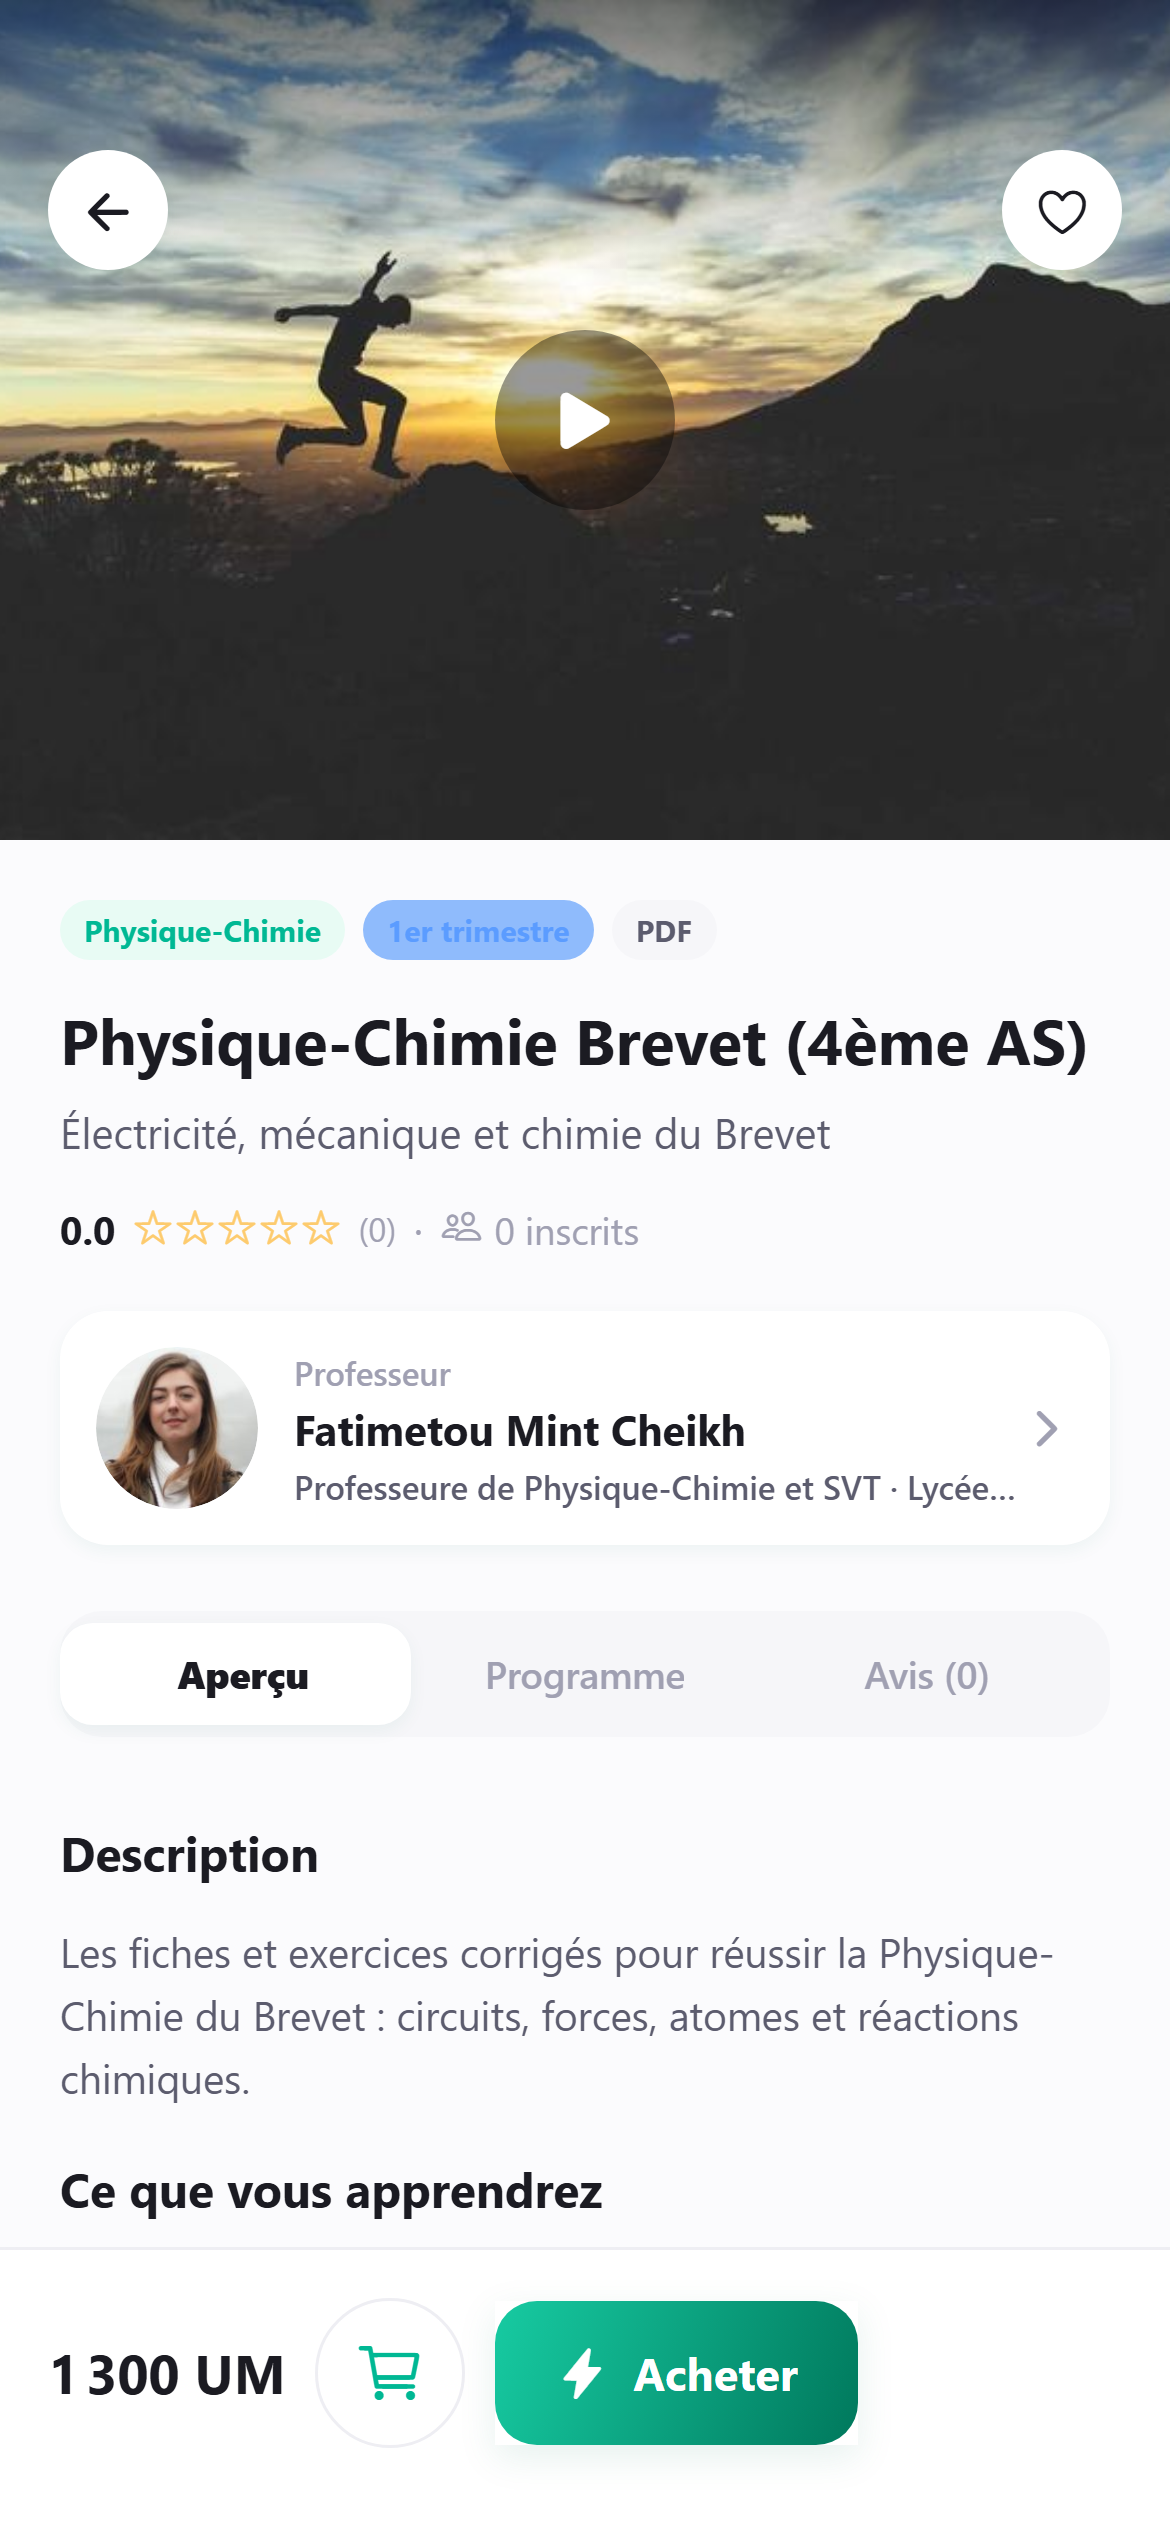 Physique-Chimie
1er trimestre
PDF
Physique-Chimie Brevet (4ème AS)
Électricité, mécanique et chimie du Brevet
0.0 (0) · 0 inscrits
Professeur
Fatimetou Mint Cheikh
Professeure de Physique-Chimie et SVT · Lycée...
Aperçu
Programme
Avis (0)
Description
Les fiches et exercices corrigés pour réussir la Physique-
Chimie du Brevet : circuits, forces, atomes et réactions
chimiques.
Ce que vous apprendrez
1 300 UM
Acheter